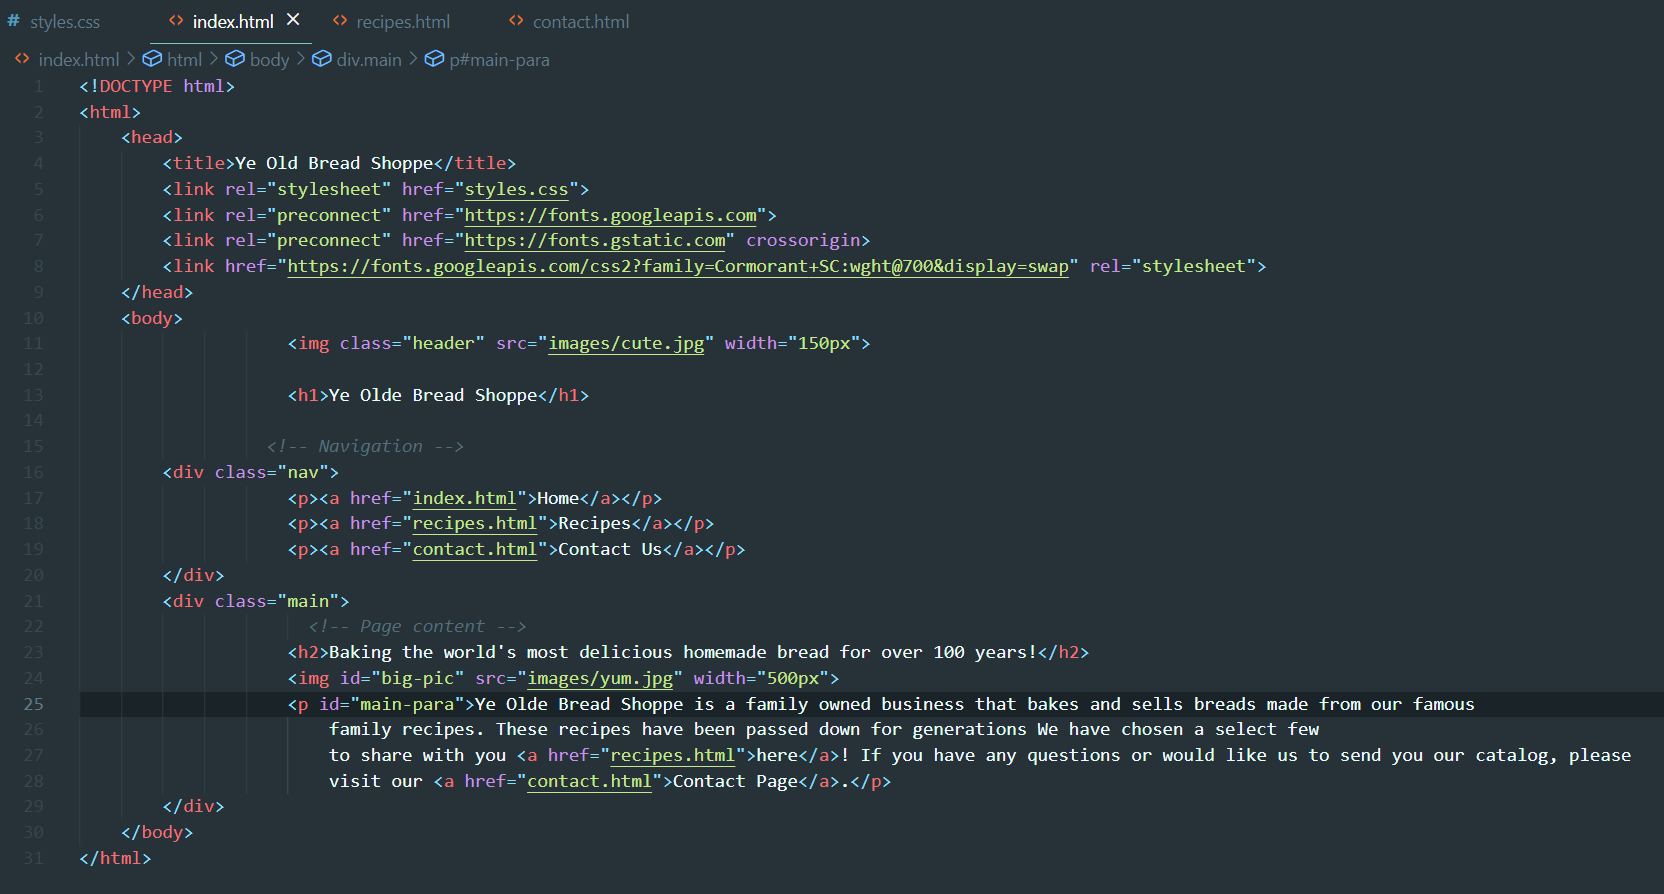 # styles.css <> index.html × <> recipes.html <> contact.html
<> index.html > html > body > div.main > p#main-para
1 <!DOCTYPE html>
2 <html>
3 <head>
4 <title>Ye Old Bread Shoppe</title>
5 <link rel="stylesheet" href="styles.css">
6 <link rel="preconnect" href="https://fonts.googleapis.com">
7 <link rel="preconnect" href="https://fonts.gstatic.com" crossorigin>
8 <link href="https://fonts.googleapis.com/css2?family=Cormorant+SC:wght@700&display=swap" rel="stylesheet">
9 </head>
10 <body>
11 <img class="header" src="images/cute.jpg" width="150px">
12
13 <h1>Ye Olde Bread Shoppe</h1>
14
15 <!-- Navigation -->
16 <div class="nav">
17 <p><a href="index.html">Home</a></p>
18 <p><a href="recipes.html">Recipes</a></p>
19 <p><a href="contact.html">Contact Us</a></p>
20 </div>
21 <div class="main">
22 <!-- Page content -->
23 <h2>Baking the world's most delicious homemade bread for over 100 years!</h2>
24 <img id="big-pic" src="images/yum.jpg" width="500px">
25 <p id="main-para">Ye Olde Bread Shoppe is a family owned business that bakes and sells breads made from our famous
26 family recipes. These recipes have been passed down for generations We have chosen a select few
27 to share with you <a href="recipes.html">here</a>! If you have any questions or would like us to send you our catalog, please
28 visit our <a href="contact.html">Contact Page</a>.</p>
29 </div>
30 </body>
31 </html>